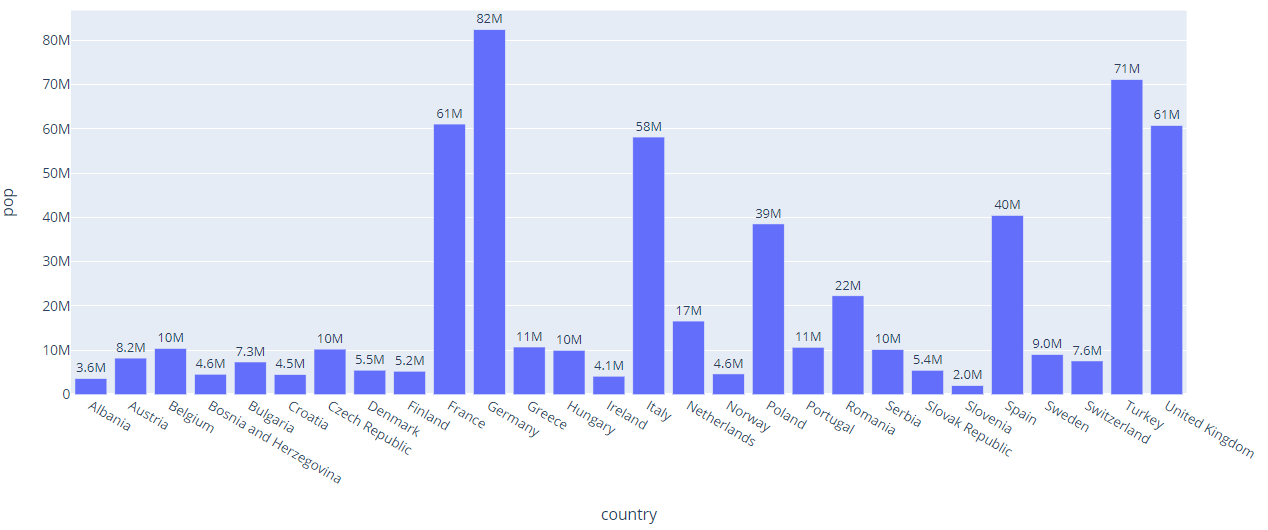 82M
80M
71M
70M
61M
61M
60M
58M
50M
40M
40M
39M
30M
22M
20M
17M
11M
11M
10M
10M
10M
10M
10M
9.0M
8.2M
7.6M
7.3M
5.5M
5.4M
5.2M
4.6M
4.6M
4.5M
4.1M
3.6M
2.0M
0
pop
Albania
Austria
Belgium
Bosnia and Herzegovina
Bulgaria
Croatia
Czech Republic
Denmark
Finland
France
Germany
Greece
Hungary
Ireland
Italy
Netherlands
Norway
Poland
Portugal
Romania
Serbia
Slovak Republic
Slovenia
Spain
Sweden
Switzerland
Turkey
United Kingdom
country